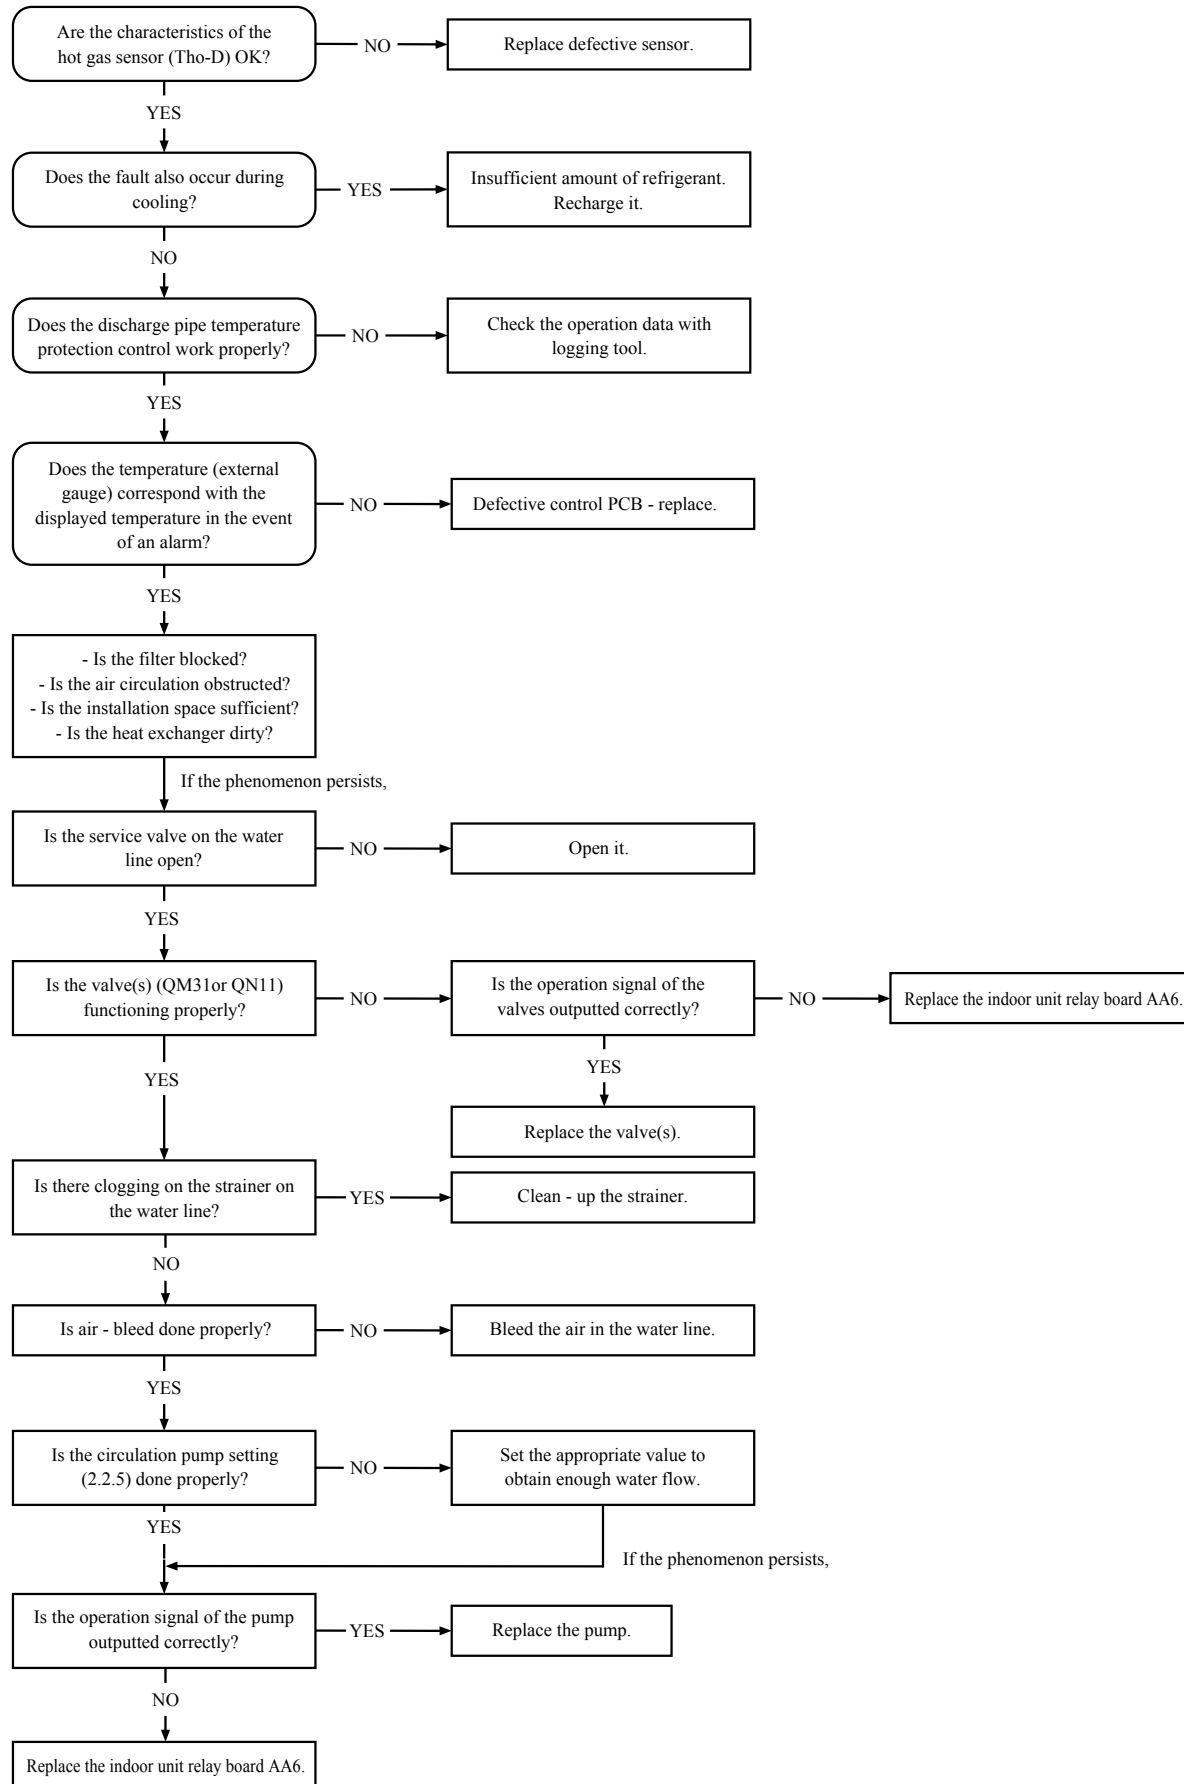 Are the characteristics of the
hot gas sensor (Tho-D) OK?
NO
Replace defective sensor.
YES
Does the fault also occur during
cooling?
YES
Insufficient amount of refrigerant.
Recharge it.
NO
Does the discharge pipe temperature
protection control work properly?
NO
Check the operation data with
logging tool.
YES
Does the temperature (external
gauge) correspond with the
displayed temperature in the event
of an alarm?
NO
Defective control PCB - replace.
YES
- Is the filter blocked?
- Is the air circulation obstructed?
- Is the installation space sufficient?
- Is the heat exchanger dirty?
If the phenomenon persists,
Is the service valve on the water
line open?
NO
Open it.
YES
Is the valve(s) (QM31or QN11)
functioning properly?
NO
Is the operation signal of the
valves outputted correctly?
NO
Replace the indoor unit relay board AA6.
YES
YES
Replace the valve(s).
Is there clogging on the strainer on
the water line?
YES
Clean - up the strainer.
NO
Is air - bleed done properly?
NO
Bleed the air in the water line.
YES
Is the circulation pump setting
(2.2.5) done properly?
NO
Set the appropriate value to
obtain enough water flow.
YES
If the phenomenon persists,
Is the operation signal of the pump
outputted correctly?
YES
Replace the pump.
NO
Replace the indoor unit relay board AA6.